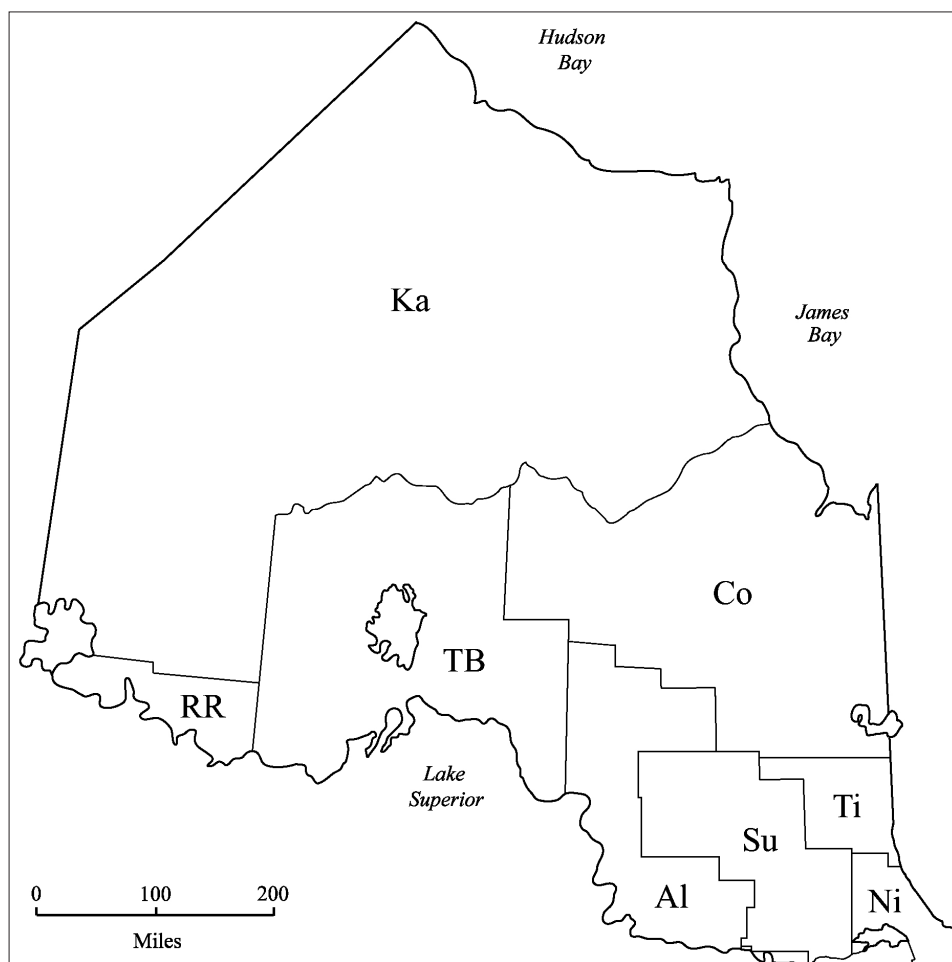 Hudson
Bay
Ka
James
Bay
Co
TB
RR
Lake
Superior
Ti
Su
Al
Ni
0 100 200
Miles